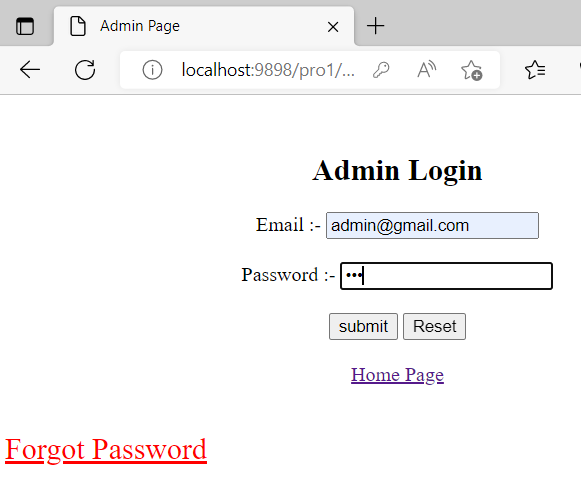 Admin Page
localhost:9898/pro1/...
Admin Login
Email :- admin@gmail.com
Password :- •••
submit Reset
Home Page
Forgot Password